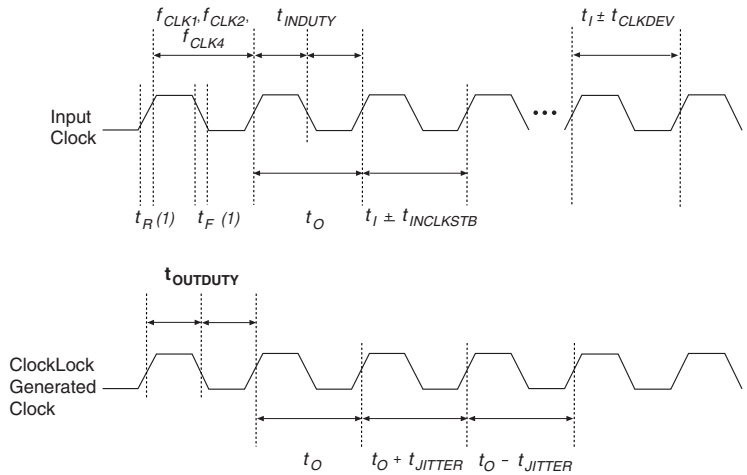 fCLK1, fCLK2,
fCLK4
tINDUTY
tI ± tCLKDEV
Input
Clock
tR (1)
tF (1)
tO
tI ± tINCLKSTB
tOUTDUTY
ClockLock
Generated
Clock
tO
tO + tJITTER
tO – tJITTER